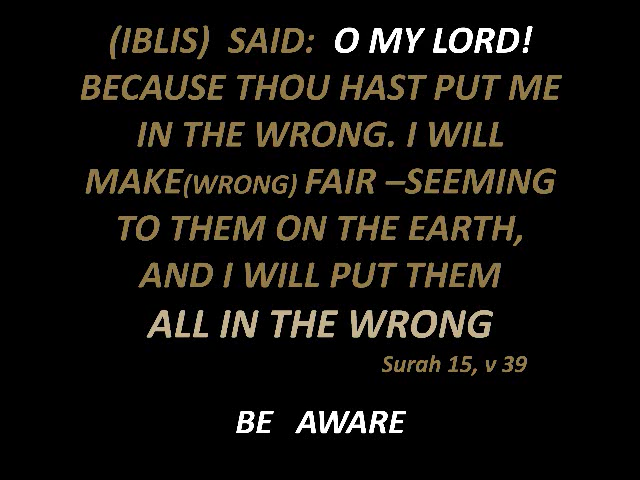 (IBLIS) SAID: O MY LORD!
BECAUSE THOU HAST PUT ME
IN THE WRONG. I WILL
MAKE(WRONG) FAIR –SEEMING
TO THEM ON THE EARTH,
AND I WILL PUT THEM
ALL IN THE WRONG
Surah 15, v 39
BE AWARE